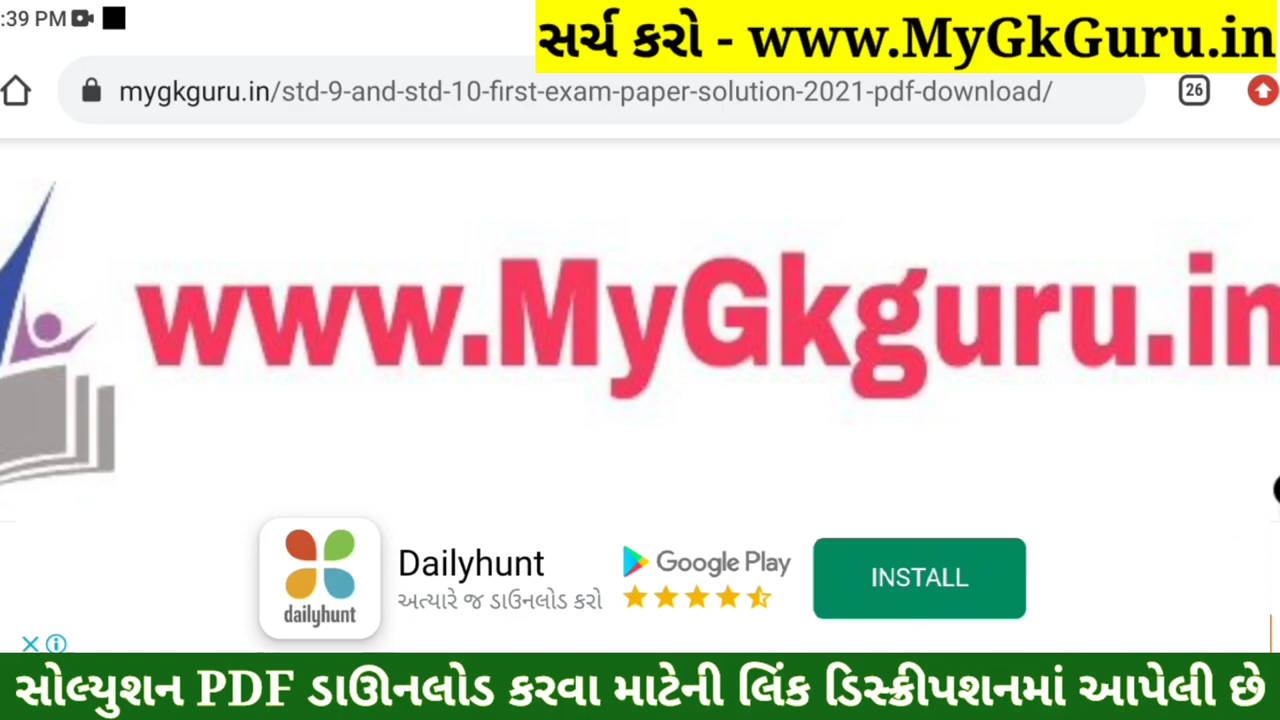 :39 PM
સર્ચ કરો - www.MyGkGuru.in
mygkguru.in/std-9-and-std-10-first-exam-paper-solution-2021-pdf-download/
26
www.MyGkguru.in
Dailyhunt
Google Play
INSTALL
અત્યારે જ ડાઉનલોડ કરો
dailyhunt
સોલ્યુશન PDF ડાઊનલોડ કરવા માટેની લિંક ડિસ્ક્રીપશનમાં આપેલી છે